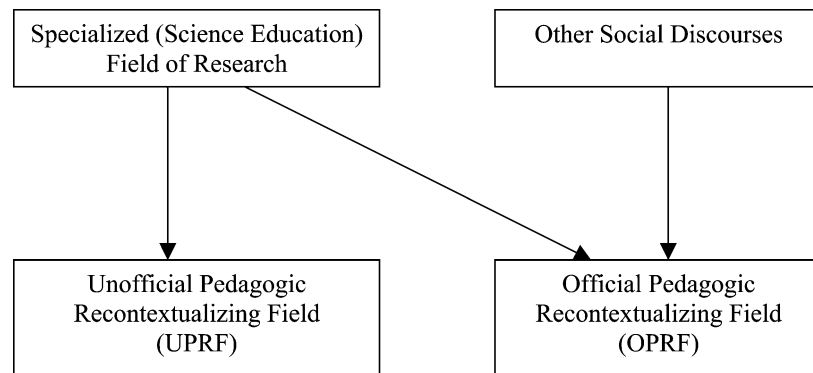 Specialized (Science Education)
Field of Research
Other Social Discourses
Unofficial Pedagogic
Recontextualizing Field
(UPRF)
Official Pedagogic
Recontextualizing Field
(OPRF)